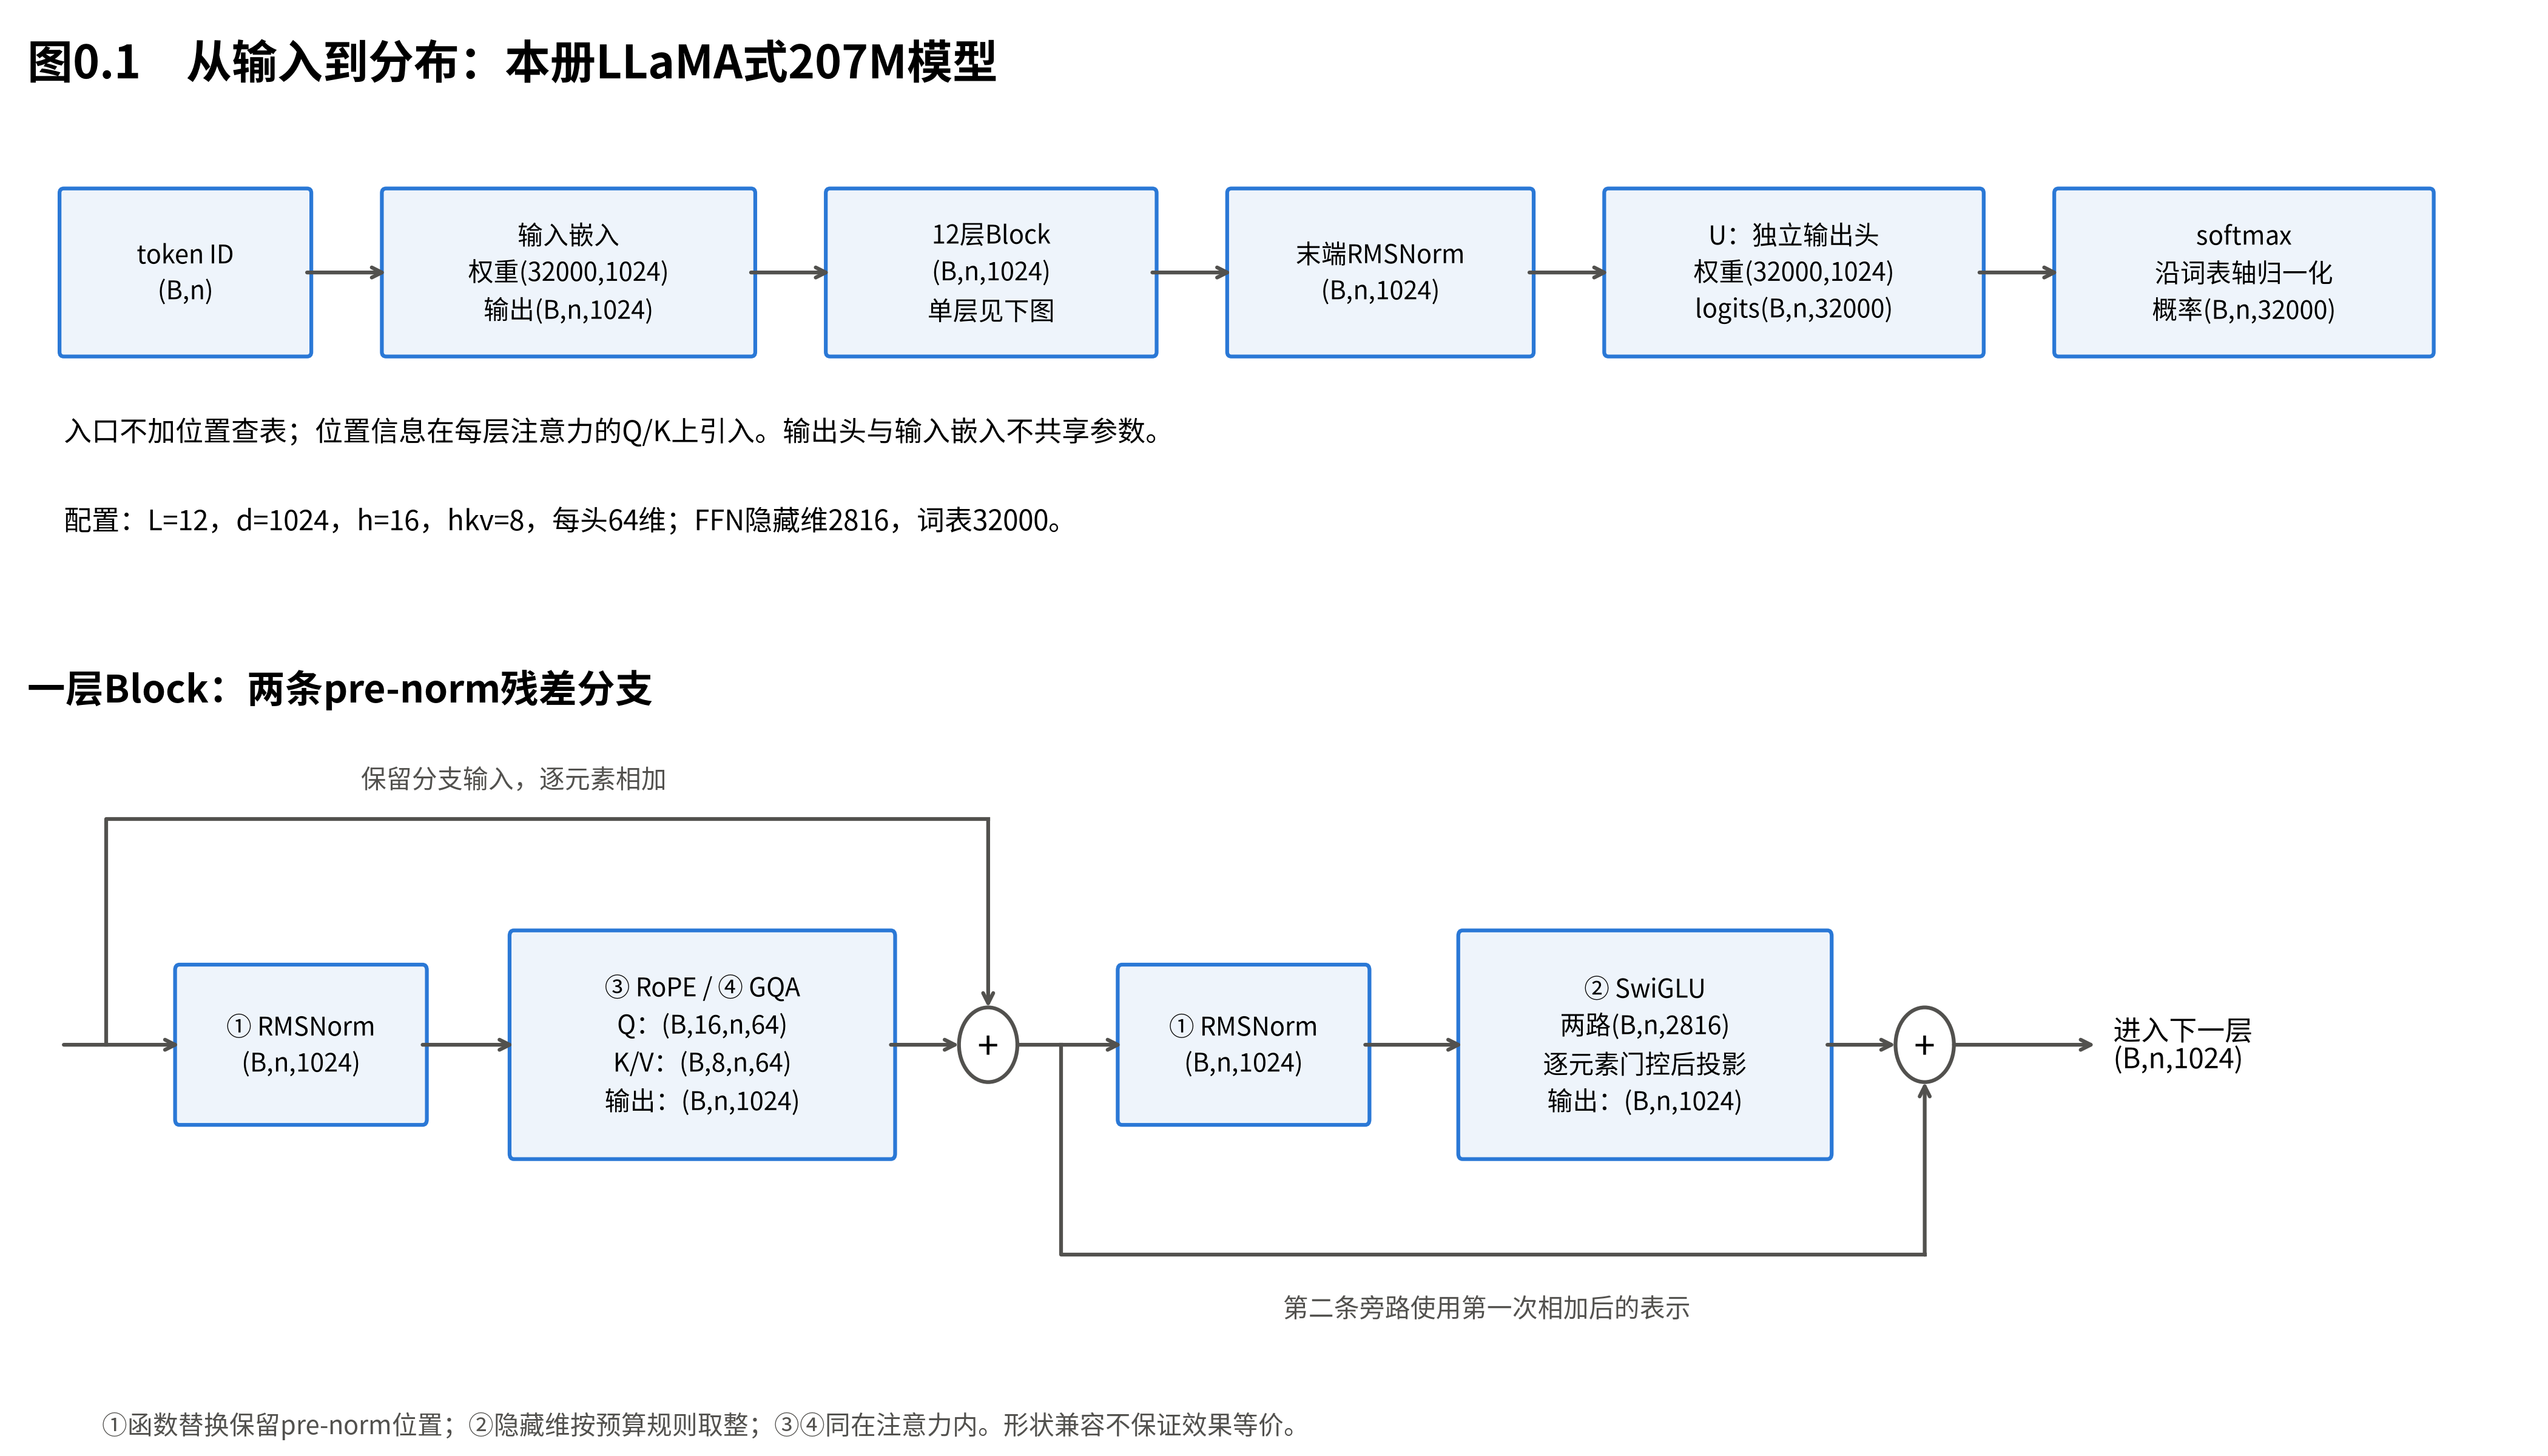 图0.1 从输入到分布：本册LLaMA式207M模型
token ID
(B,n)
输入嵌入
权重(32000,1024)
输出(B,n,1024)
12层Block
(B,n,1024)
单层见下图
末端RMSNorm
(B,n,1024)
U：独立输出头
权重(32000,1024)
logits(B,n,32000)
softmax
沿词表轴归一化
概率(B,n,32000)
入口不加位置查表；位置信息在每层注意力的Q/K上引入。输出头与输入嵌入不共享参数。
配置：L=12，d=1024，h=16，hkv=8，每头64维；FFN隐藏维2816，词表32000。
一层Block：两条pre-norm残差分支
保留分支输入，逐元素相加
① RMSNorm
(B,n,1024)
③ RoPE / ④ GQA
Q：(B,16,n,64)
K/V：(B,8,n,64)
输出：(B,n,1024)
+
① RMSNorm
(B,n,1024)
② SwiGLU
两路(B,n,2816)
逐元素门控后投影
输出：(B,n,1024)
+
进入下一层
(B,n,1024)
第二条旁路使用第一次相加后的表示
①函数替换保留pre-norm位置；②隐藏维按预算规则取整；③④同在注意力内。形状兼容不保证效果等价。